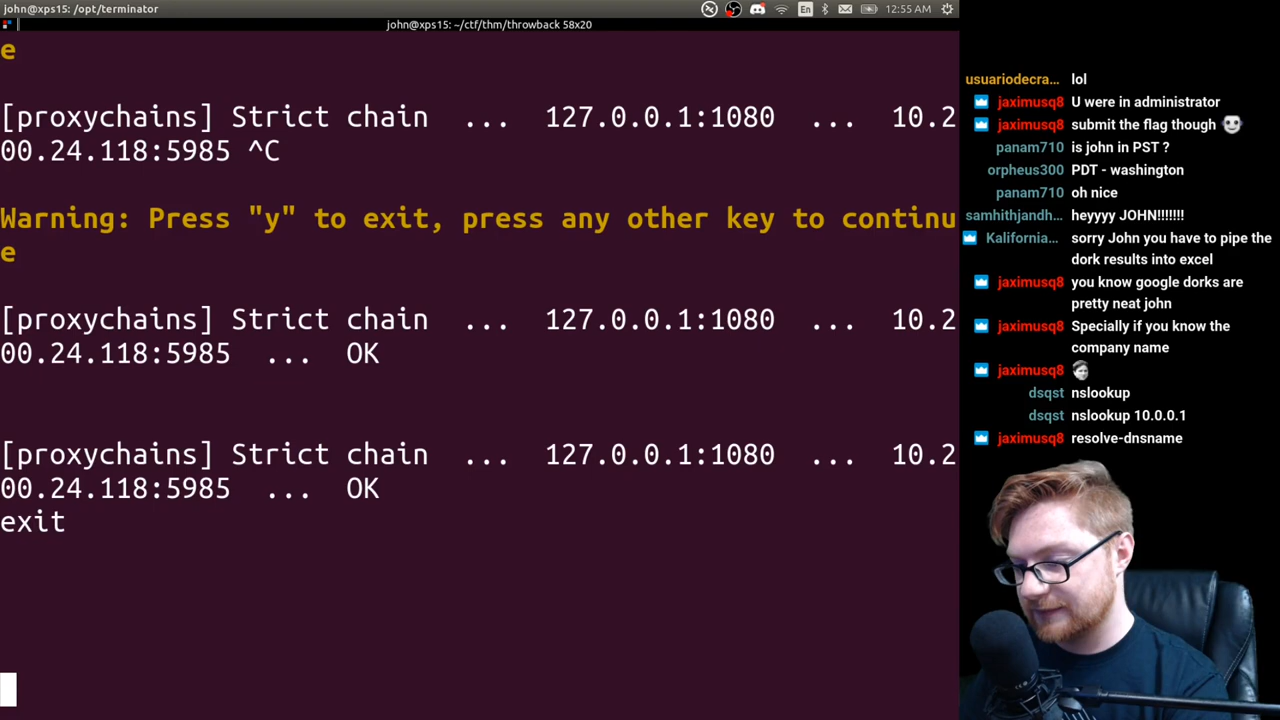 john@xps15: /opt/terminator
En
12:55 AM
john@xps15: ~/ctf/thm/throwback 58x20
e
[proxychains] Strict chain  ...  127.0.0.1:1080  ...  10.2
00.24.118:5985 ^C
Warning: Press "y" to exit, press any other key to continu
e
[proxychains] Strict chain  ...  127.0.0.1:1080  ...  10.2
00.24.118:5985  ...  OK
[proxychains] Strict chain  ...  127.0.0.1:1080  ...  10.2
00.24.118:5985  ...  OK
exit
usuariodecra… lol
jaximusq8 U were in administrator
jaximusq8 submit the flag though
panam710 is john in PST ?
orpheus300 PDT - washington
panam710 oh nice
samhithjandh… heyyyy JOHN!!!!!!!
Kalifornia… sorry John you have to pipe the
dork results into excel
jaximusq8 you know google dorks are
pretty neat john
jaximusq8 Specially if you know the
company name
jaximusq8
dsqst nslookup
dsqst nslookup 10.0.0.1
jaximusq8 resolve-dnsname